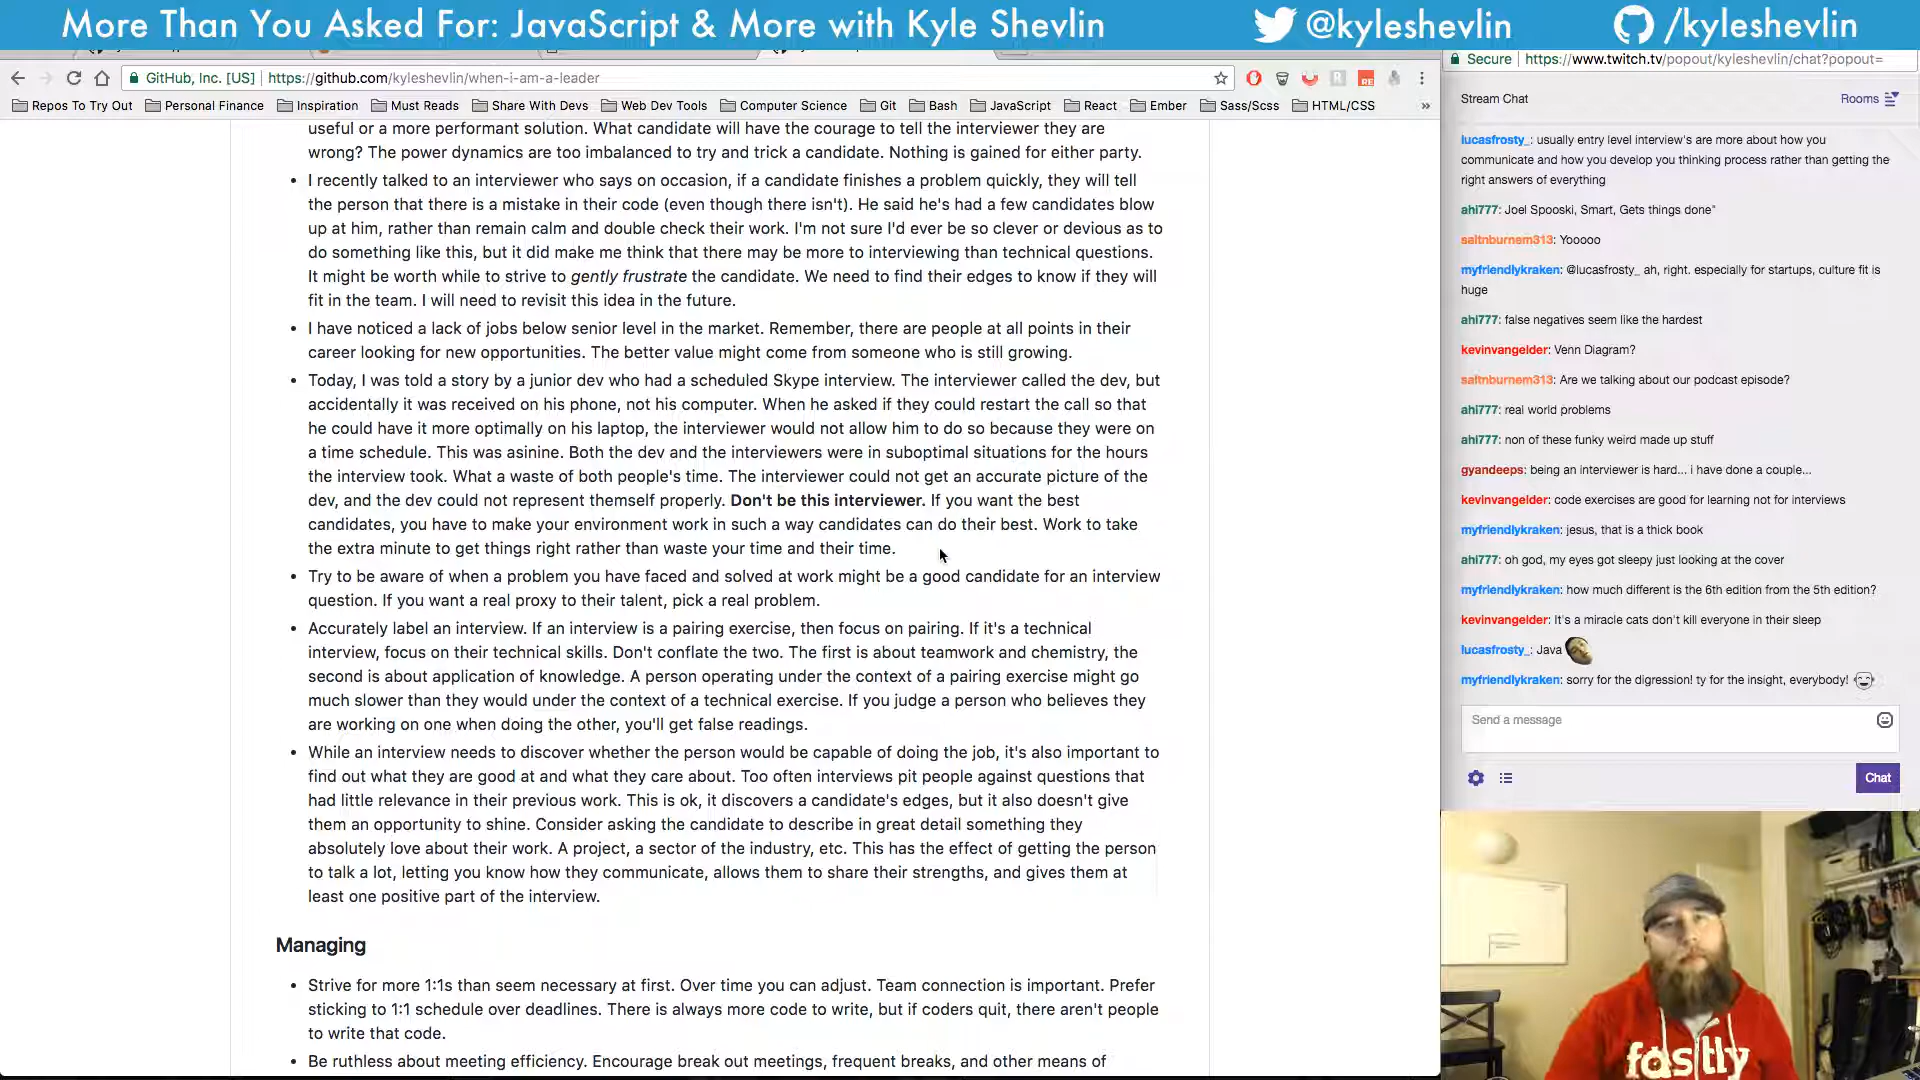 More Than You Asked For: JavaScript & More with Kyle Shevlin
@kyleshevlin
/kyleshevlin
GitHub, Inc. [US] https://github.com/kyleshevlin/when-i-am-a-leader
Repos To Try Out Personal Finance Inspiration Must Reads Share With Devs Web Dev Tools Computer Science Git Bash JavaScript React Ember Sass/Scss HTML/CSS »
useful or a more performant solution. What candidate will have the courage to tell the interviewer they are
wrong? The power dynamics are too imbalanced to try and trick a candidate. Nothing is gained for either party.
• I recently talked to an interviewer who says on occasion, if a candidate finishes a problem quickly, they will tell
the person that there is a mistake in their code (even though there isn't). He said he's had a few candidates blow
up at him, rather than remain calm and double check their work. I'm not sure I'd ever be so clever or devious as to
do something like this, but it did make me think that there may be more to interviewing than technical questions.
It might be worth while to strive to gently frustrate the candidate. We need to find their edges to know if they will
fit in the team. I will need to revisit this idea in the future.
• I have noticed a lack of jobs below senior level in the market. Remember, there are people at all points in their
career looking for new opportunities. The better value might come from someone who is still growing.
• Today, I was told a story by a junior dev who had a scheduled Skype interview. The interviewer called the dev, but
accidentally it was received on his phone, not his computer. When he asked if they could restart the call so that
he could have it more optimally on his laptop, the interviewer would not allow him to do so because they were on
a time schedule. This was asinine. Both the dev and the interviewers were in suboptimal situations for the hours
the interview took. What a waste of both people's time. The interviewer could not get an accurate picture of the
dev, and the dev could not represent themself properly. Don't be this interviewer. If you want the best
candidates, you have to make your environment work in such a way candidates can do their best. Work to take
the extra minute to get things right rather than waste your time and their time.
• Try to be aware of when a problem you have faced and solved at work might be a good candidate for an interview
question. If you want a real proxy to their talent, pick a real problem.
• Accurately label an interview. If an interview is a pairing exercise, then focus on pairing. If it's a technical
interview, focus on their technical skills. Don't conflate the two. The first is about teamwork and chemistry, the
second is about application of knowledge. A person operating under the context of a pairing exercise might go
much slower than they would under the context of a technical exercise. If you judge a person who believes they
are working on one when doing the other, you'll get false readings.
• While an interview needs to discover whether the person would be capable of doing the job, it's also important to
find out what they are good at and what they care about. Too often interviews pit people against questions that
had little relevance in their previous work. This is ok, it discovers a candidate's edges, but it also doesn't give
them an opportunity to shine. Consider asking the candidate to describe in great detail something they
absolutely love about their work. A project, a sector of the industry, etc. This has the effect of getting the person
to talk a lot, letting you know how they communicate, allows them to share their strengths, and gives them at
least one positive part of the interview.
Managing
• Strive for more 1:1s than seem necessary at first. Over time you can adjust. Team connection is important. Prefer
sticking to 1:1 schedule over deadlines. There is always more code to write, but if coders quit, there aren't people
to write that code.
• Be ruthless about meeting efficiency. Encourage break out meetings, frequent breaks, and other means of
Secure https://www.twitch.tv/popout/kyleshevlin/chat?popout=
Stream Chat
Rooms
lucasfrosty_: usually entry level interview's are more about how you
communicate and how you develop you thinking process rather than getting the
right answers of everything
ahl777: Joel Spooski, Smart, Gets things done"
saltnburnem313: Yooooo
myfriendlykraken: @lucasfrosty_ ah, right. especially for startups, culture fit is
huge
ahl777: false negatives seem like the hardest
kevinvangelder: Venn Diagram?
saltnburnem313: Are we talking about our podcast episode?
ahl777: real world problems
ahl777: non of these funky weird made up stuff
gyandeeps: being an interviewer is hard... i have done a couple...
kevinvangelder: code exercises are good for learning not for interviews
myfriendlykraken: jesus, that is a thick book
ahl777: oh god, my eyes got sleepy just looking at the cover
myfriendlykraken: how much different is the 6th edition from the 5th edition?
kevinvangelder: It's a miracle cats don't kill everyone in their sleep
lucasfrosty_: Java
myfriendlykraken: sorry for the digression! ty for the insight, everybody!
Send a message
Chat
fastly